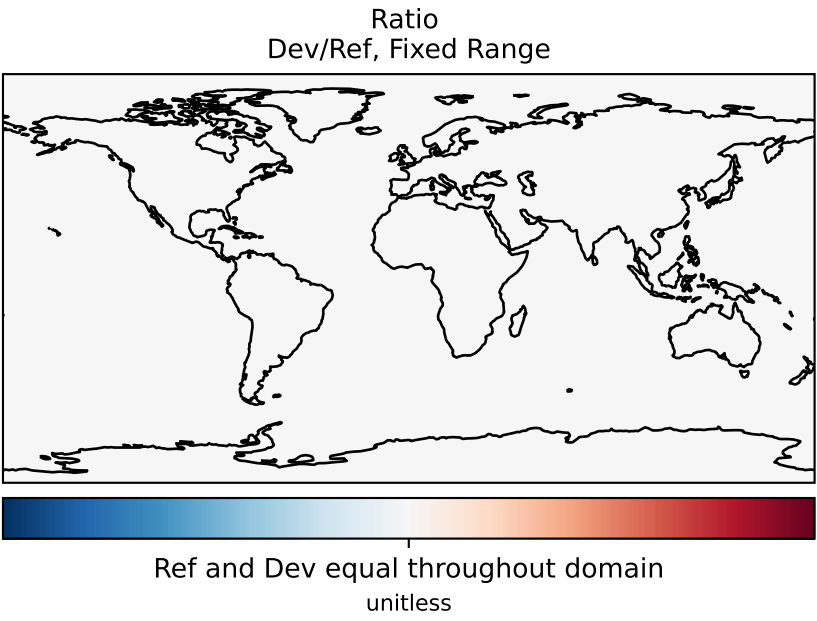 Ratio
Dev/Ref, Fixed Range
Ref and Dev equal throughout domain
unitless